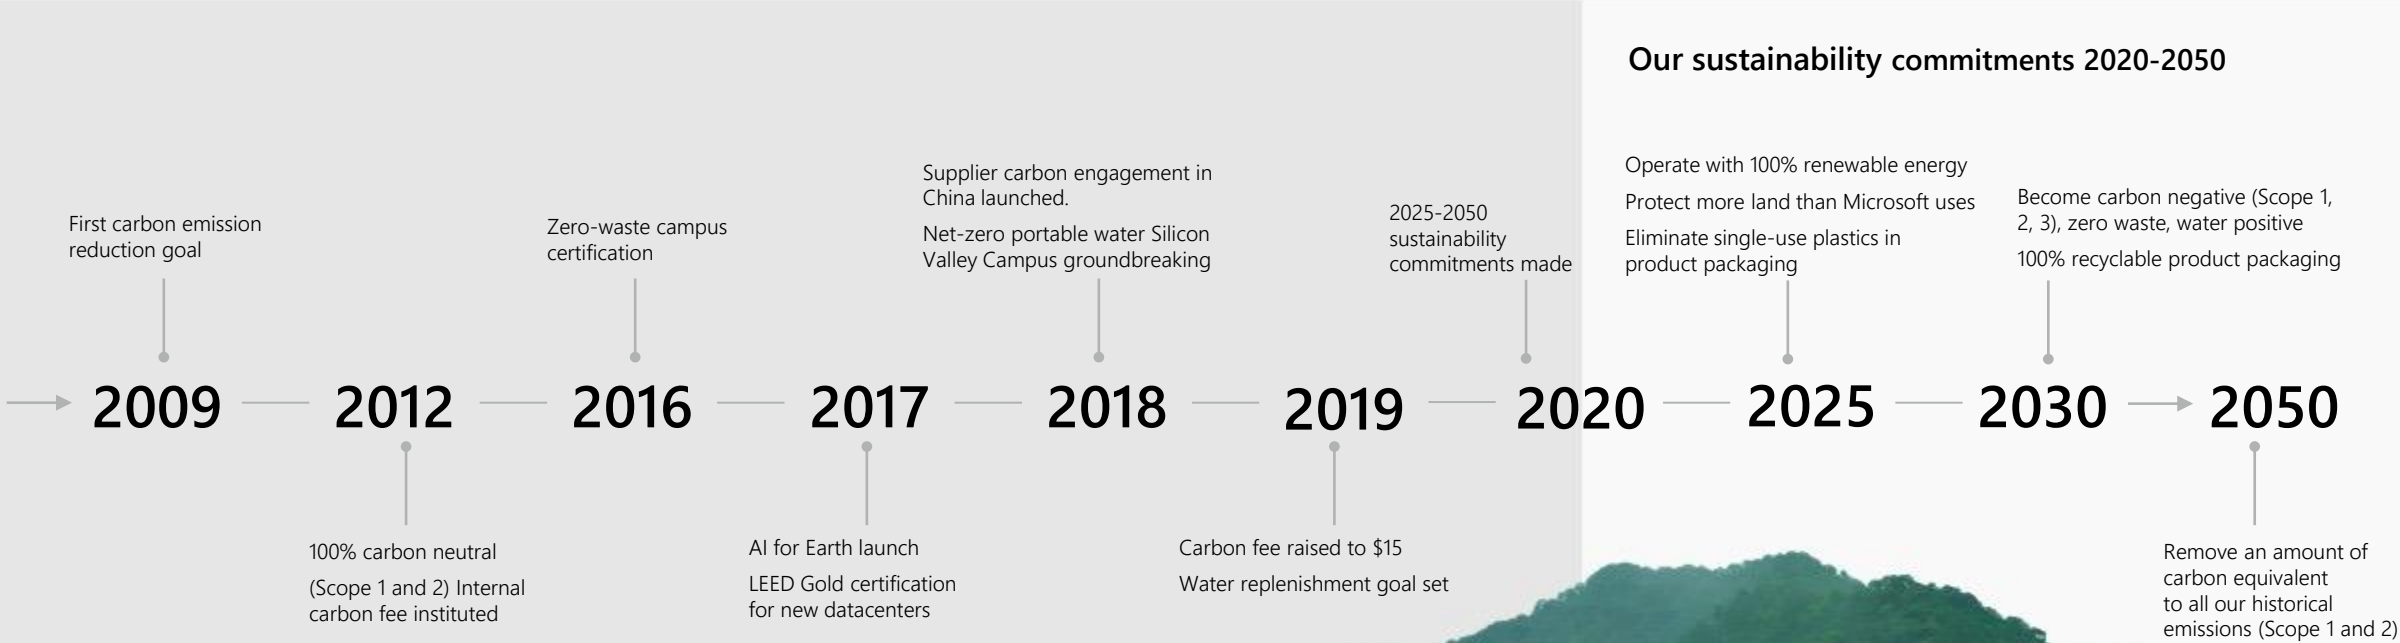 Our sustainability commitments 2020-2050
First carbon emission
reduction goal
Zero-waste campus
certification
Supplier carbon engagement in
China launched.
Net-zero portable water Silicon
Valley Campus groundbreaking
2025-2050
sustainability
commitments made
Operate with 100% renewable energy
Protect more land than Microsoft uses
Eliminate single-use plastics in
product packaging
Become carbon negative (Scope 1,
2, 3), zero waste, water positive
100% recyclable product packaging
2009
2012
2016
2017
2018
2019
2020
2025
2030
2050
100% carbon neutral
(Scope 1 and 2) Internal
carbon fee instituted
AI for Earth launch
LEED Gold certification
for new datacenters
Carbon fee raised to $15
Water replenishment goal set
Remove an amount of
carbon equivalent
to all our historical
emissions (Scope 1 and 2)